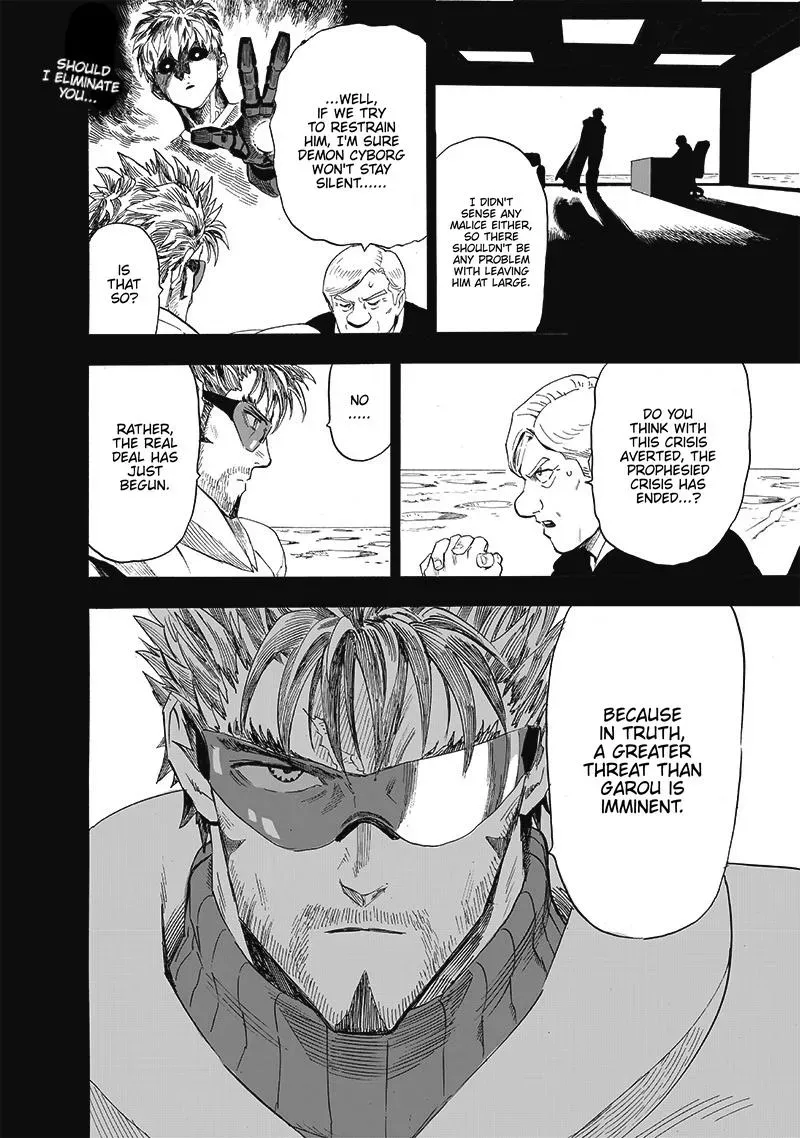 I DIDN'T
SENSE ANY
MALICE EITHER,
SO THERE
SHOULDN'T BE
ANY PROBLEM
WITH LEAVING
HIM AT LARGE.
...WELL,
IF WE TRY
TO RESTRAIN
HIM, I'M SURE
DEMON CYBORG
WON'T STAY
SILENT......
SHOULD
I ELIMINATE
YOU...
IS
THAT
SO?
DO YOU
THINK WITH
THIS CRISIS
AVERTED, THE
PROPHESIED
CRISIS HAS
ENDED...?
NO
.....
RATHER,
THE REAL
DEAL HAS
JUST
BEGUN.
BECAUSE
IN TRUTH,
A GREATER
THREAT THAN
GAROU IS
IMMINENT.